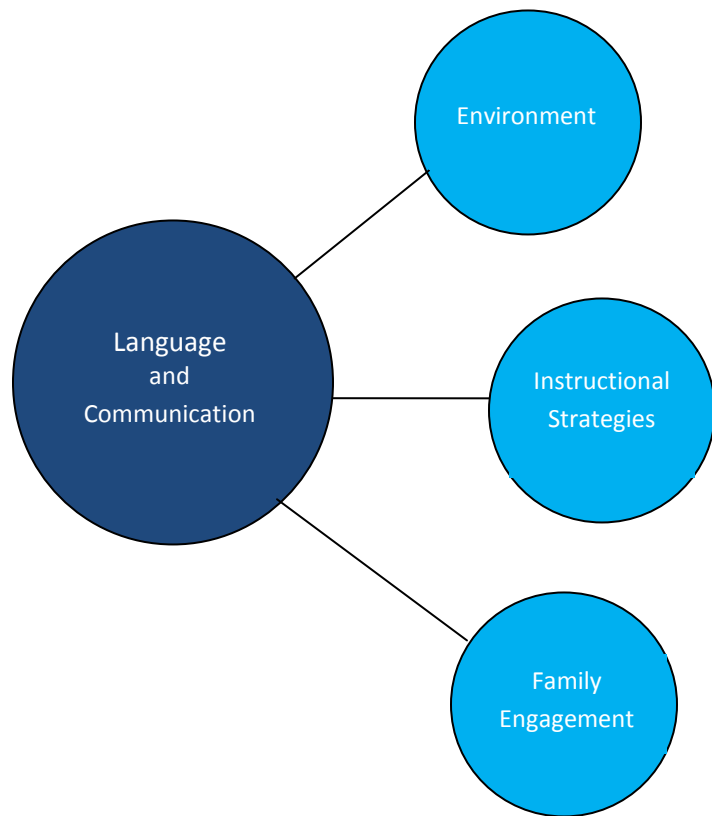 Environment
Language
and
Communication
Instructional
Strategies
Family
Engagement